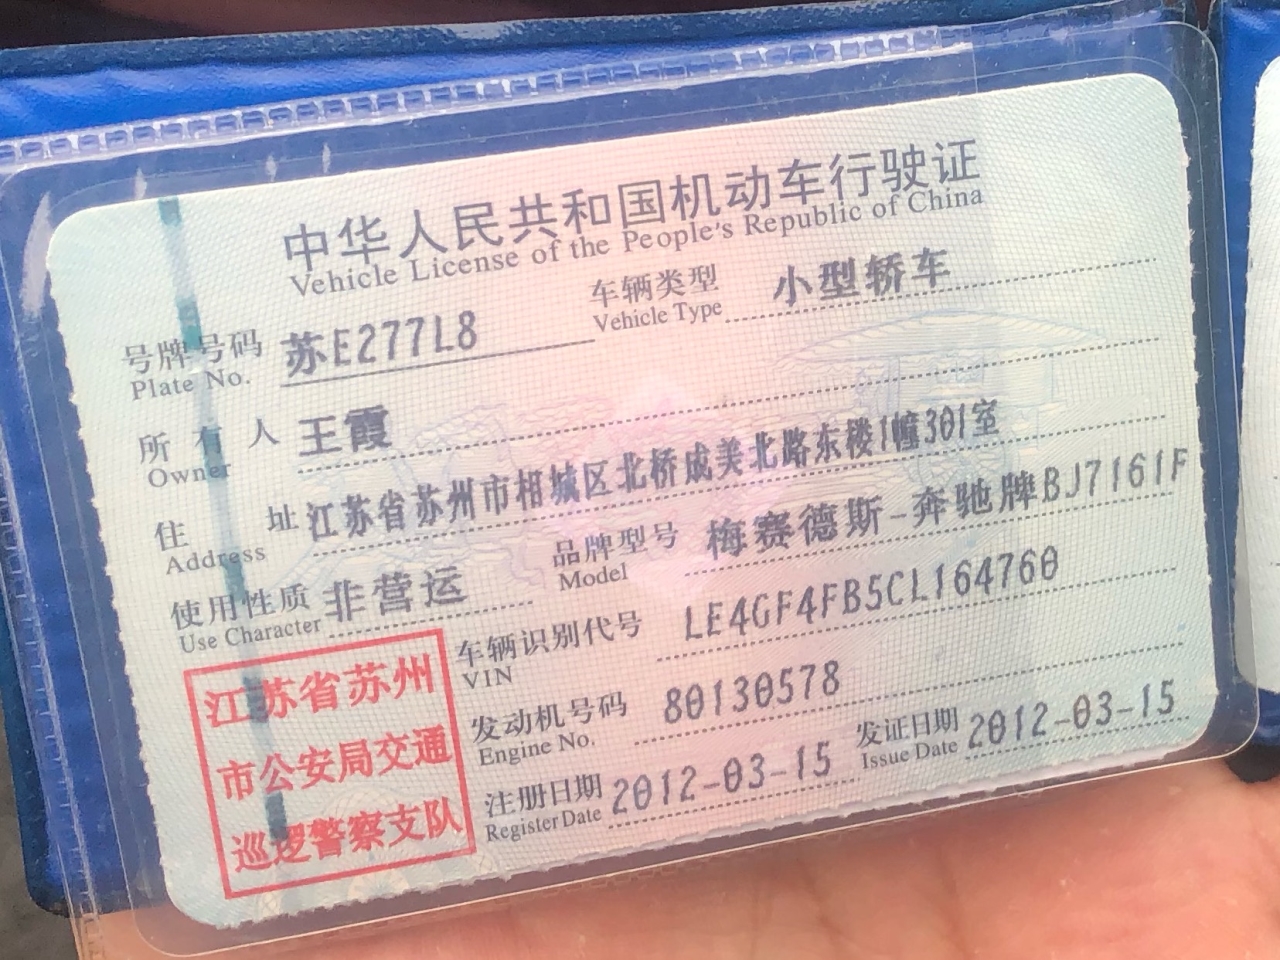 中华人民共和国机动车行驶证
Vehicle License of the People's Republic of China
号牌号码 苏E277L8 车辆类型 小型轿车
Plate No. Vehicle Type
所有人 王霞
Owner
住址 江苏省苏州市相城区北桥成美北路东楼1幢301室
Address
使用性质 非营运 品牌型号 梅赛德斯-奔驰牌BJ7161F
Use Character Model
车辆识别代号 LE4GF4FB5CL164760
VIN
发动机号码 80130578
Engine No.
注册日期 2012-03-15 发证日期 2012-03-15
Register Date Issue Date
江苏省苏州
市公安局交通
巡逻警察支队